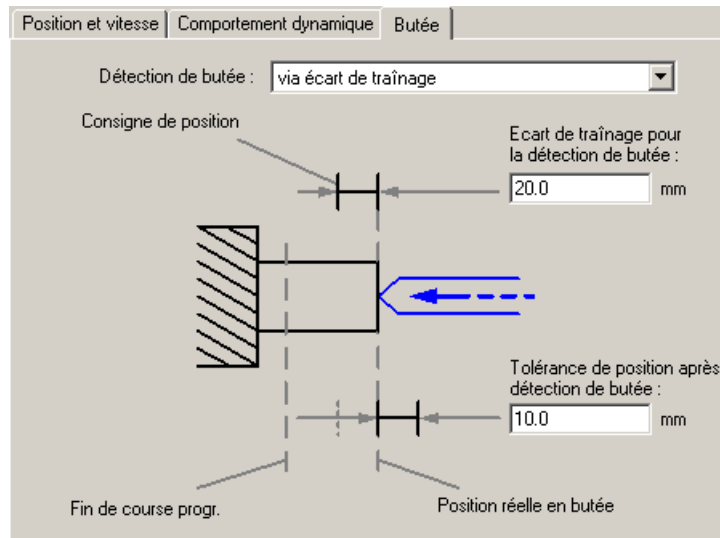 Position et vitesse Comportement dynamique Butée
Détection de butée : via écart de traînage
Consigne de position
Ecart de traînage pour
la détection de butée :
20.0 mm
Tolérance de position après
détection de butée :
10.0 mm
Fin de course progr.
Position réelle en butée